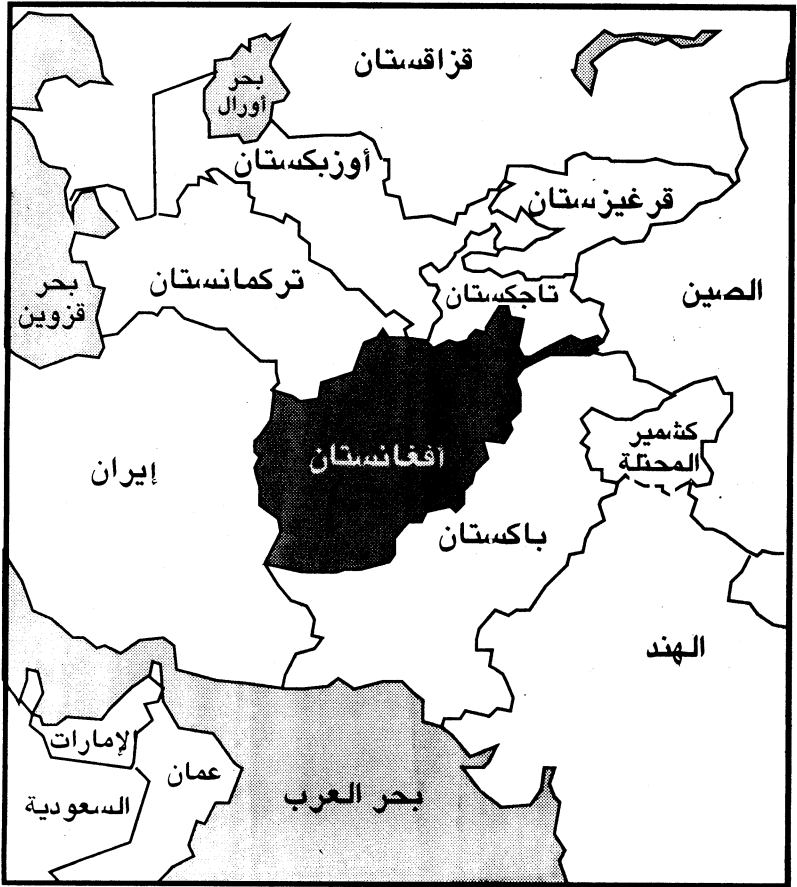 قزاقستان
بحر
أورال
أوزبكستان
قرغيزستان
تركمانستان
تاجكستان
الصين
بحر
قزوين
كشمير
المحتلة
أفغانستان
إيران
باكستان
الهند
الإمارات
عمان
السعودية
بحر العرب